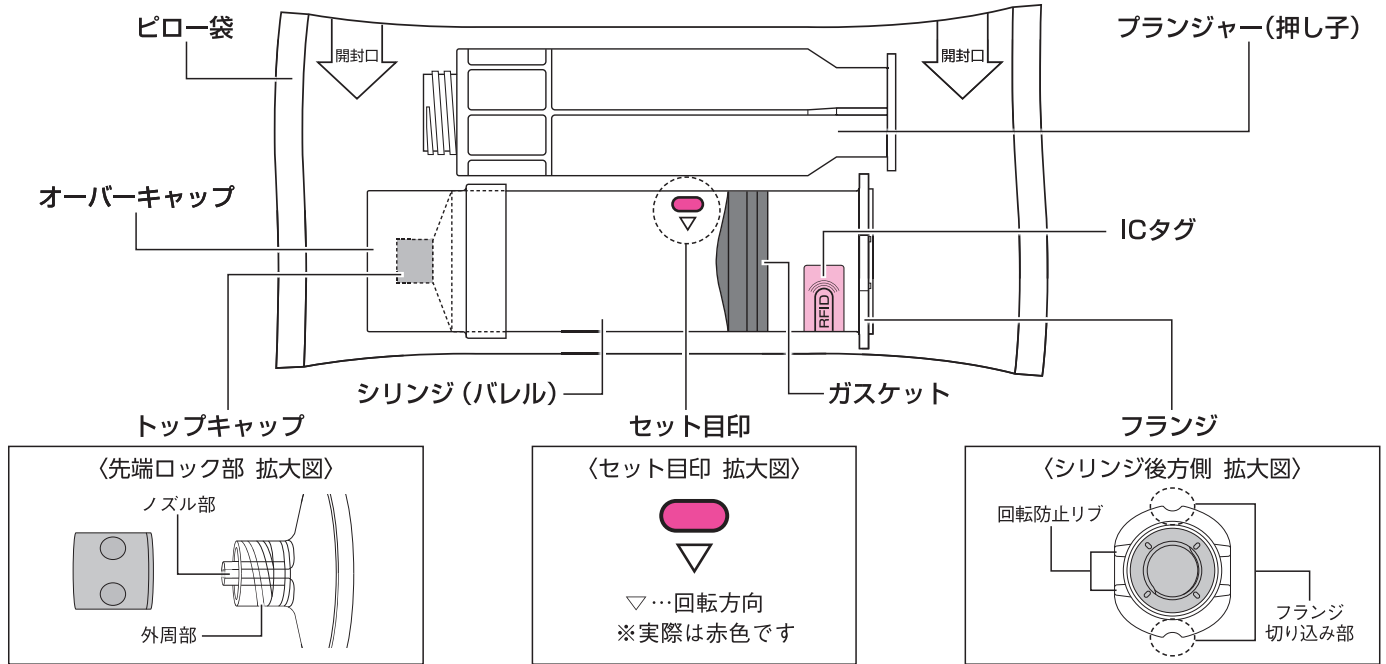 ピロー袋
開封口
開封口
プランジャー(押し子)
オーバーキャップ
ICタグ
RFID
シリンジ(バレル)
ガスケット
トップキャップ
セット目印
フランジ
〈先端ロック部 拡大図〉
ノズル部
外周部
〈セット目印 拡大図〉
▽…回転方向
※実際は赤色です
〈シリンジ後方側 拡大図〉
回転防止リブ
フランジ
切り込み部